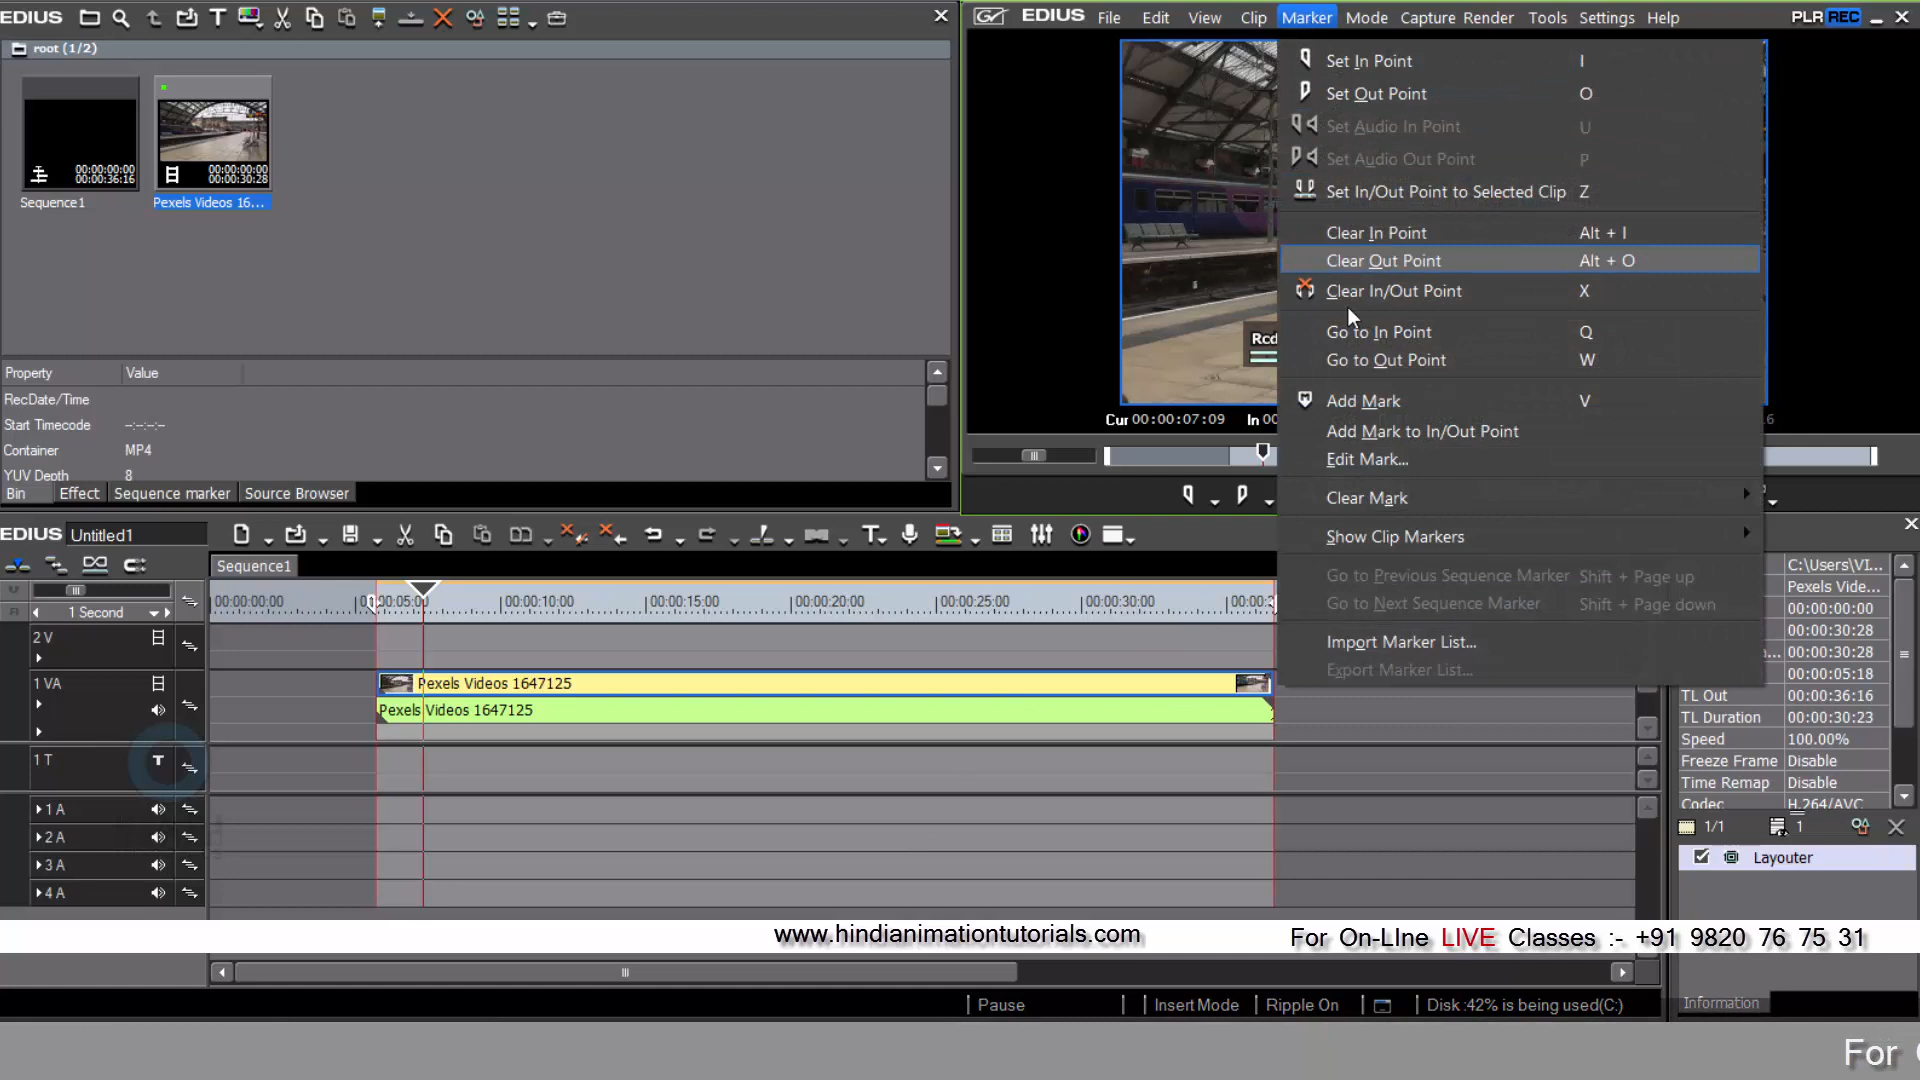 EDIUS
root (1/2)
00:00:00:00
00:00:36:16
Sequence1
00:00:00:00
00:00:30:28
Pexels Videos 16...
Property Value
RecDate/Time
Start Timecode --:--:--:--
Container MP4
YUV Depth 8
Bin Effect Sequence marker Source Browser
EDIUS File Edit View Clip Marker Mode Capture Render Tools Settings Help PLR REC
Set In Point I
Set Out Point O
Set Audio In Point U
Set Audio Out Point P
Set In/Out Point to Selected Clip Z
Clear In Point Alt + I
Clear Out Point Alt + O
Clear In/Out Point X
Go to In Point Q
Go to Out Point W
Add Mark V
Add Mark to In/Out Point
Edit Mark...
Clear Mark
Show Clip Markers
Go to Previous Sequence Marker Shift + Page up
Go to Next Sequence Marker Shift + Page down
Import Marker List...
Export Marker List...
Rcd
Cur 00:00:07:09 In 00
EDIUS Untitled1
Sequence1
1 Second
00:00:00:00 00:00:05:00 00:00:10:00 00:00:15:00 00:00:20:00 00:00:25:00 00:00:30:00 00:00:3
2 V
1 VA
Pexels Videos 1647125
Pexels Videos 1647125
1 T T
1 A
2 A
3 A
4 A
C:\Users\VI...
Pexels Vide...
00:00:00:00
00:00:30:28
00:00:30:28
00:00:05:18
TL Out 00:00:36:16
TL Duration 00:00:30:23
Speed 100.00%
Freeze Frame Disable
Time Remap Disable
Codec H.264/AVC
1/1 1
Layouter
www.hindianimationtutorials.com
For On-LIne LIVE Classes :- +91 9820 76 75 31
Pause Insert Mode Ripple On Disk :42% is being used(C:)
Information
For